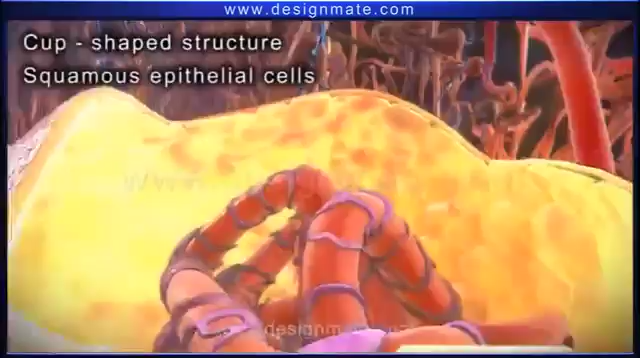 www.designmate.com
Cup - shaped structure
Squamous epithelial cells
designmate